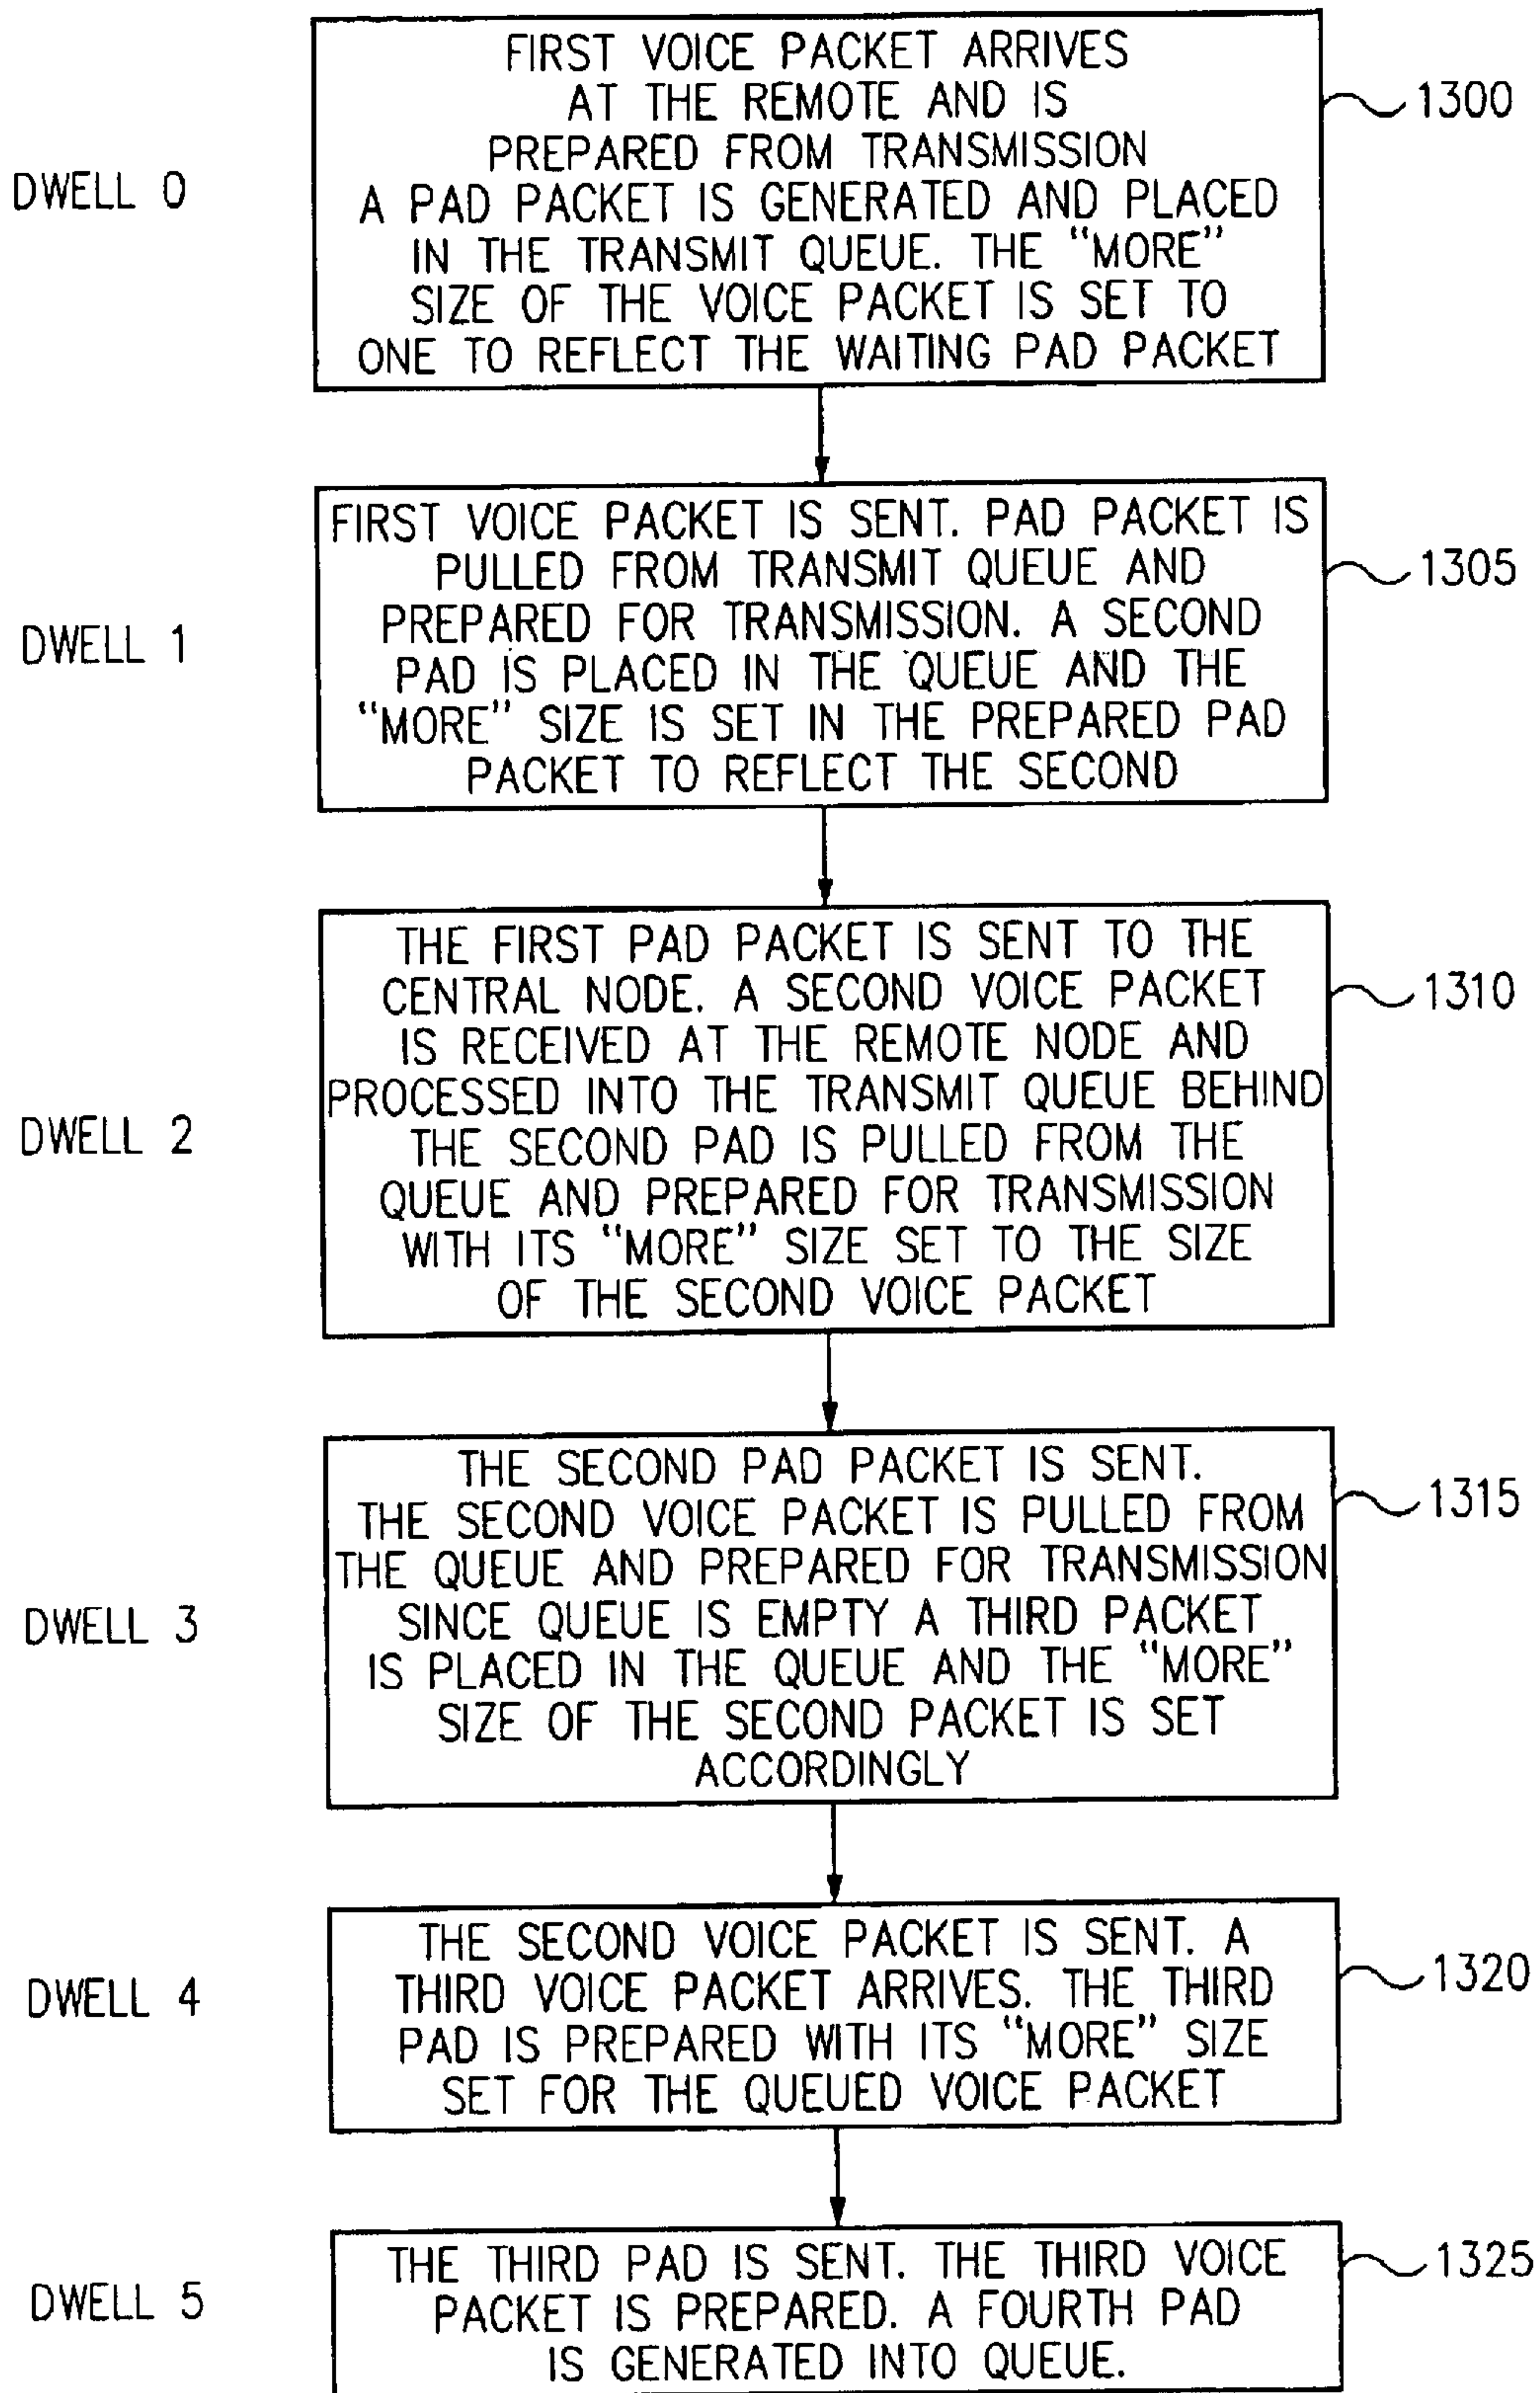 FIRST VOICE PACKET ARRIVES
AT THE REMOTE AND IS
PREPARED FROM TRANSMISSION
A PAD PACKET IS GENERATED AND PLACED
IN THE TRANSMIT QUEUE. THE "MORE"
SIZE OF THE VOICE PACKET IS SET TO
ONE TO REFLECT THE WAITING PAD PACKET
1300
DWELL 0
FIRST VOICE PACKET IS SENT. PAD PACKET IS
PULLED FROM TRANSMIT QUEUE AND
PREPARED FOR TRANSMISSION. A SECOND
PAD IS PLACED IN THE QUEUE AND THE
"MORE" SIZE IS SET IN THE PREPARED PAD
PACKET TO REFLECT THE SECOND
1305
DWELL 1
THE FIRST PAD PACKET IS SENT TO THE
CENTRAL NODE. A SECOND VOICE PACKET
IS RECEIVED AT THE REMOTE NODE AND
PROCESSED INTO THE TRANSMIT QUEUE BEHIND
THE SECOND PAD IS PULLED FROM THE
QUEUE AND PREPARED FOR TRANSMISSION
WITH ITS "MORE" SIZE SET TO THE SIZE
OF THE SECOND VOICE PACKET
1310
DWELL 2
THE SECOND PAD PACKET IS SENT.
THE SECOND VOICE PACKET IS PULLED FROM
THE QUEUE AND PREPARED FOR TRANSMISSION
SINCE QUEUE IS EMPTY A THIRD PACKET
IS PLACED IN THE QUEUE AND THE "MORE"
SIZE OF THE SECOND PACKET IS SET
ACCORDINGLY
1315
DWELL 3
THE SECOND VOICE PACKET IS SENT. A
THIRD VOICE PACKET ARRIVES. THE THIRD
PAD IS PREPARED WITH ITS "MORE" SIZE
SET FOR THE QUEUED VOICE PACKET
1320
DWELL 4
THE THIRD PAD IS SENT. THE THIRD VOICE
PACKET IS PREPARED. A FOURTH PAD
IS GENERATED INTO QUEUE.
1325
DWELL 5